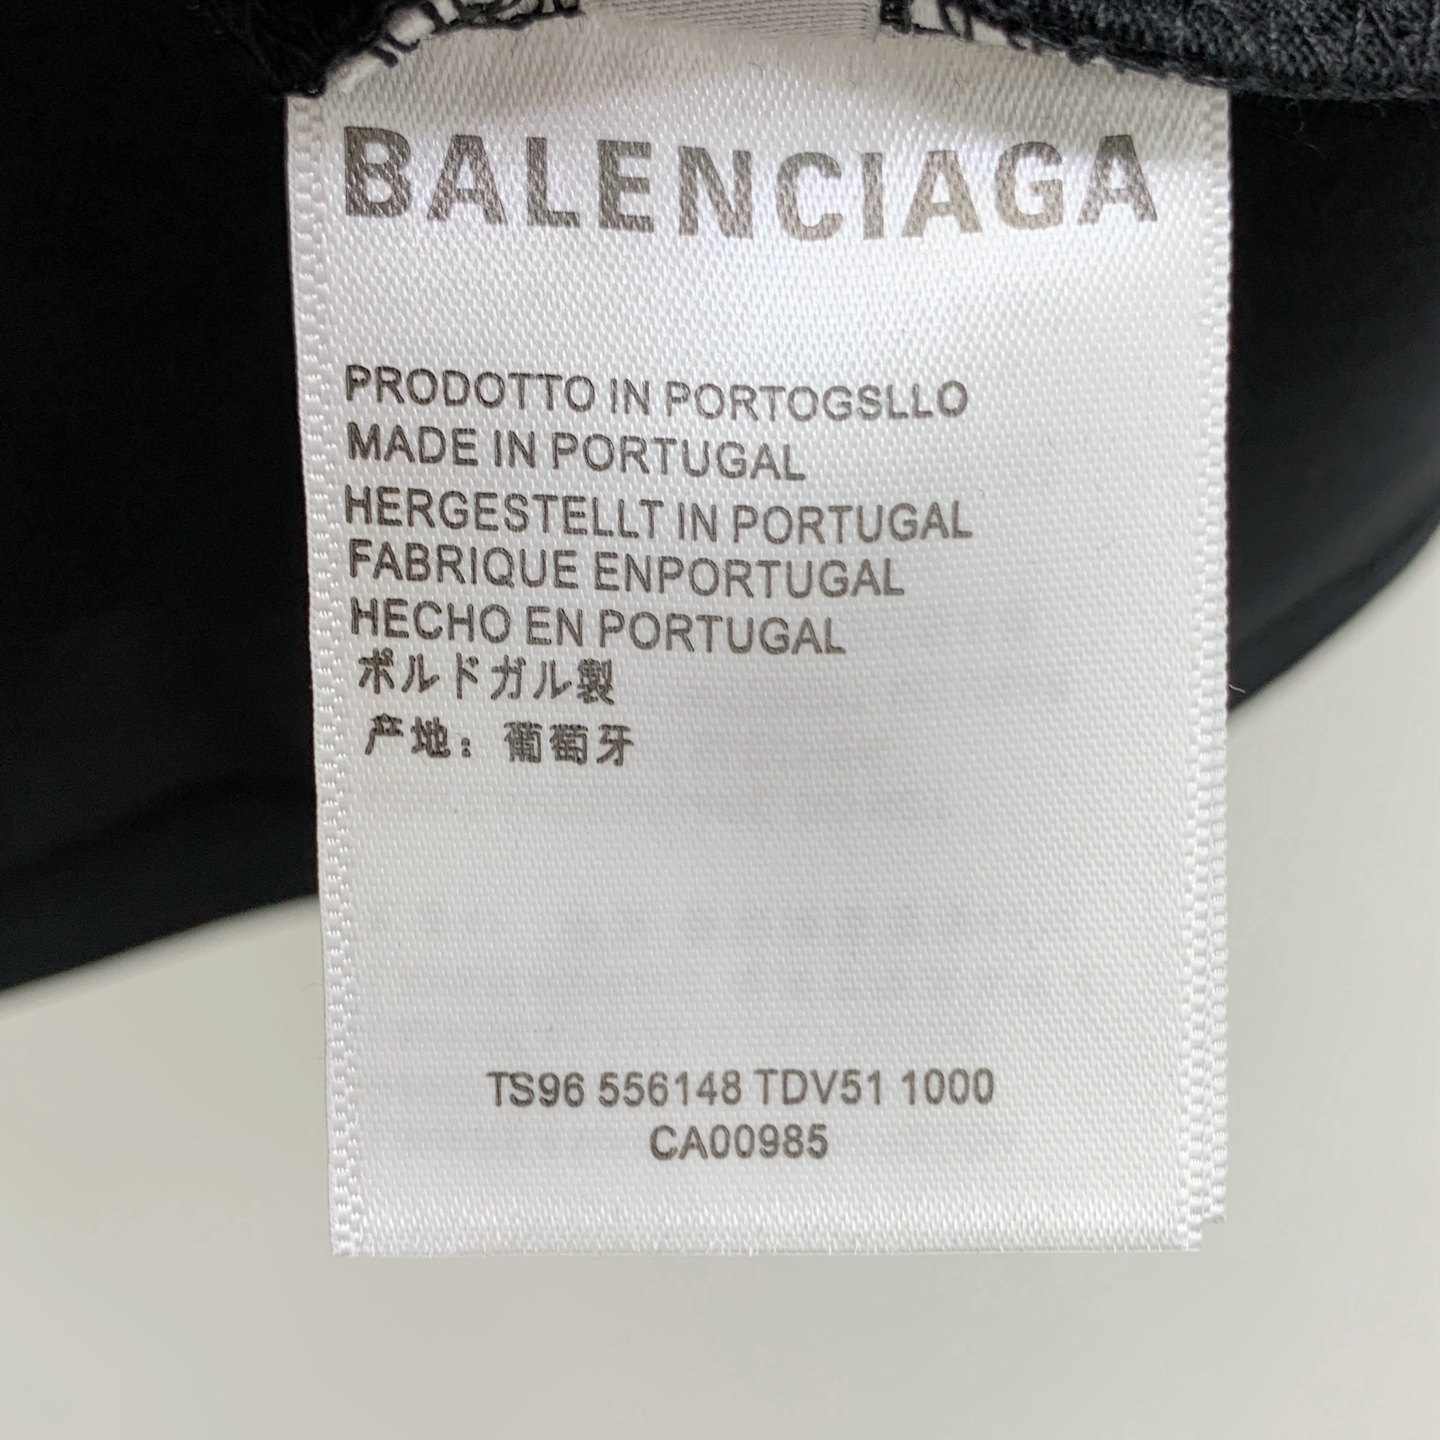 BALENCIAGA
PRODOTTO IN PORTOGSLLO
MADE IN PORTUGAL
HERGESTELLT IN PORTUGAL
FABRIQUE ENPORTUGAL
HECHO EN PORTUGAL
ポルドガル製
产地：葡萄牙
TS96 556148 TDV51 1000
CA00985